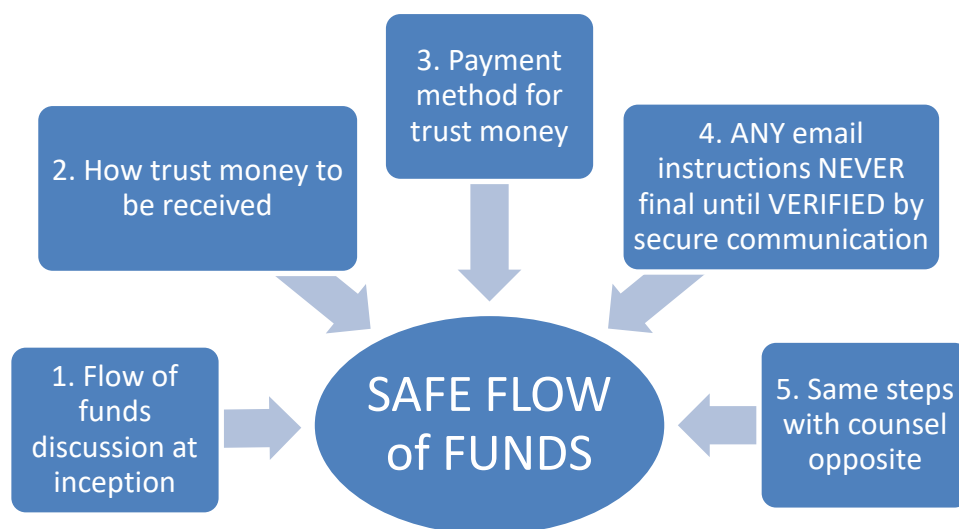 1. Flow of
funds
discussion at
inception
2. How trust money to
be received
3. Payment
method for
trust money
4. ANY email
instructions NEVER
final until VERIFIED by
secure communication
5. Same steps
with counsel
opposite
SAFE FLOW
of FUNDS